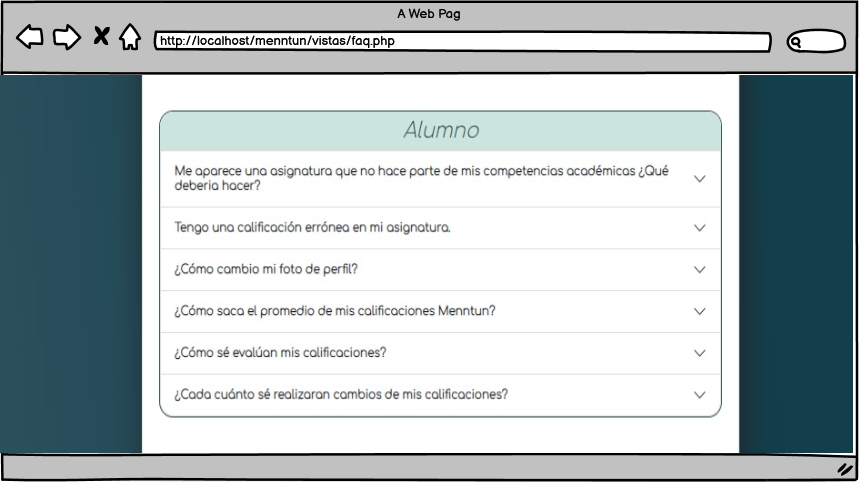 A Web Pag
http://localhost/menntun/vistas/faq.php
Alumno
Me aparece una asignatura que no hace parte de mis competencias académicas ¿Qué
deberia hacer?
Tengo una calificación errónea en mi asignatura.
¿Cómo cambio mi foto de perfil?
¿Cómo saca el promedio de mis calificaciones Menntun?
¿Cómo sé evalúan mis calificaciones?
¿Cada cuánto sé realizaran cambios de mis calificaciones?